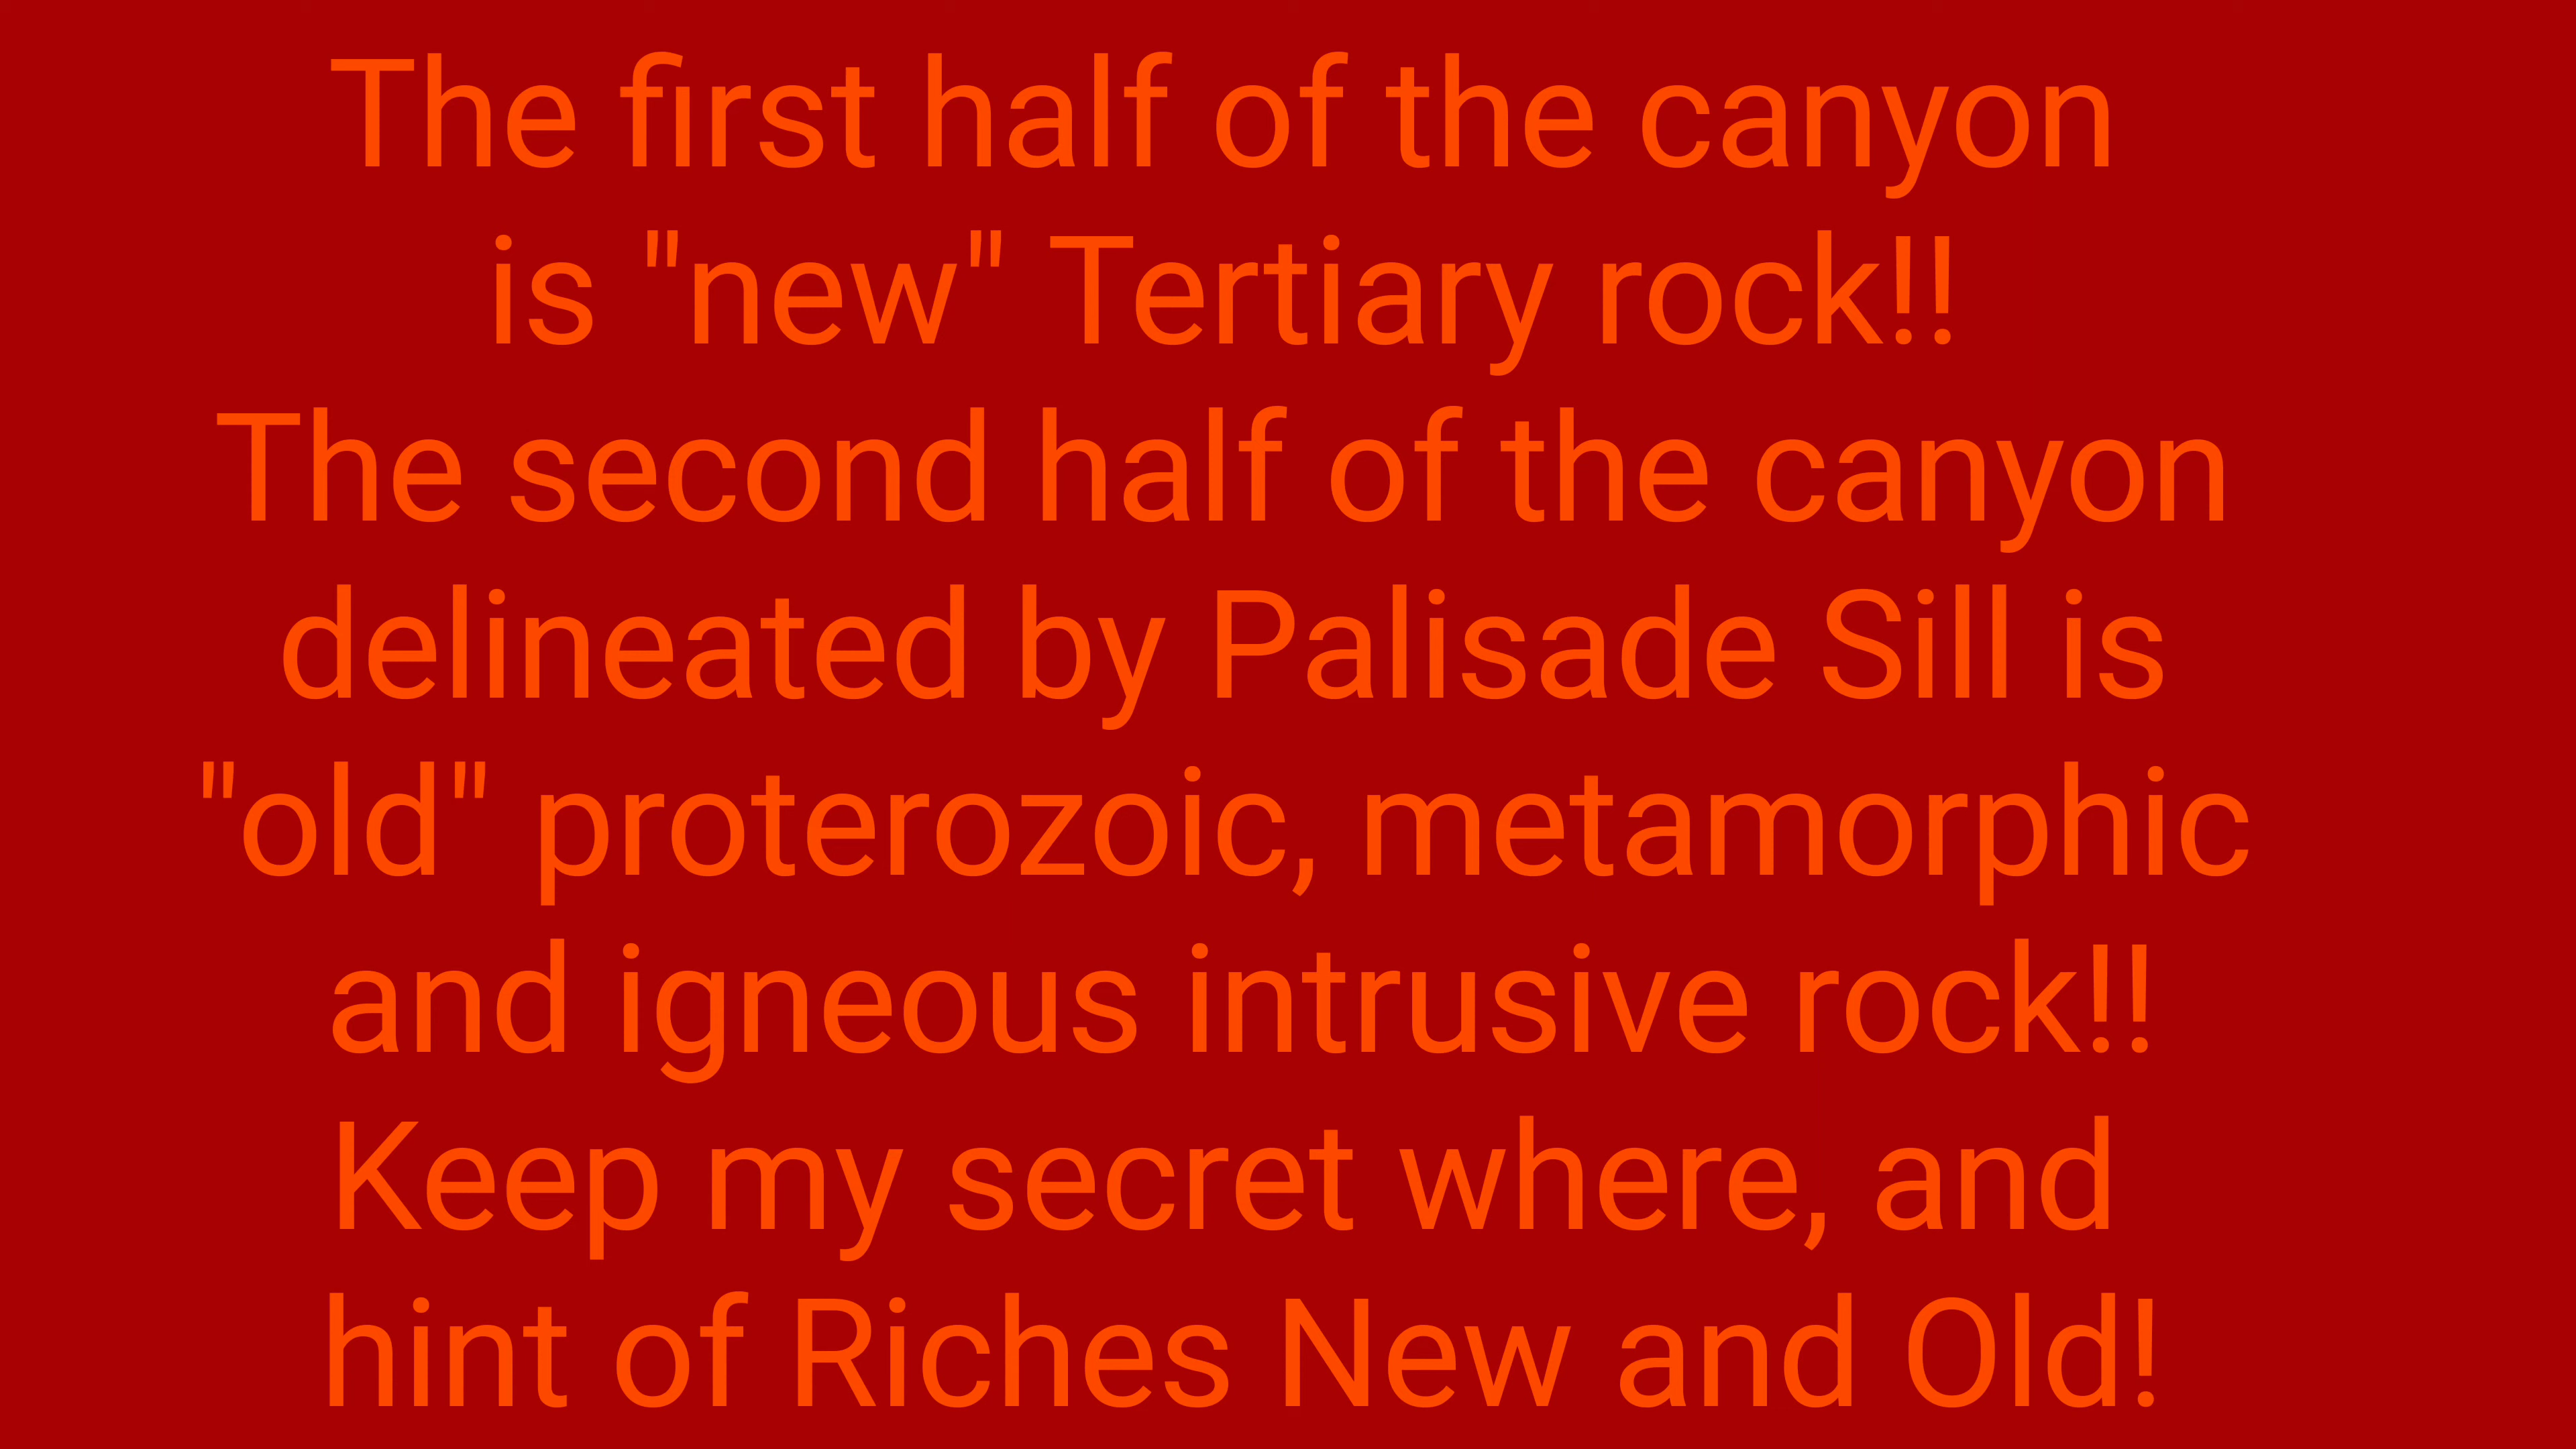 The first half of the canyon
is "new" Tertiary rock!!
The second half of the canyon
delineated by Palisade Sill is
"old" proterozoic, metamorphic
and igneous intrusive rock!!
Keep my secret where, and
hint of Riches New and Old!